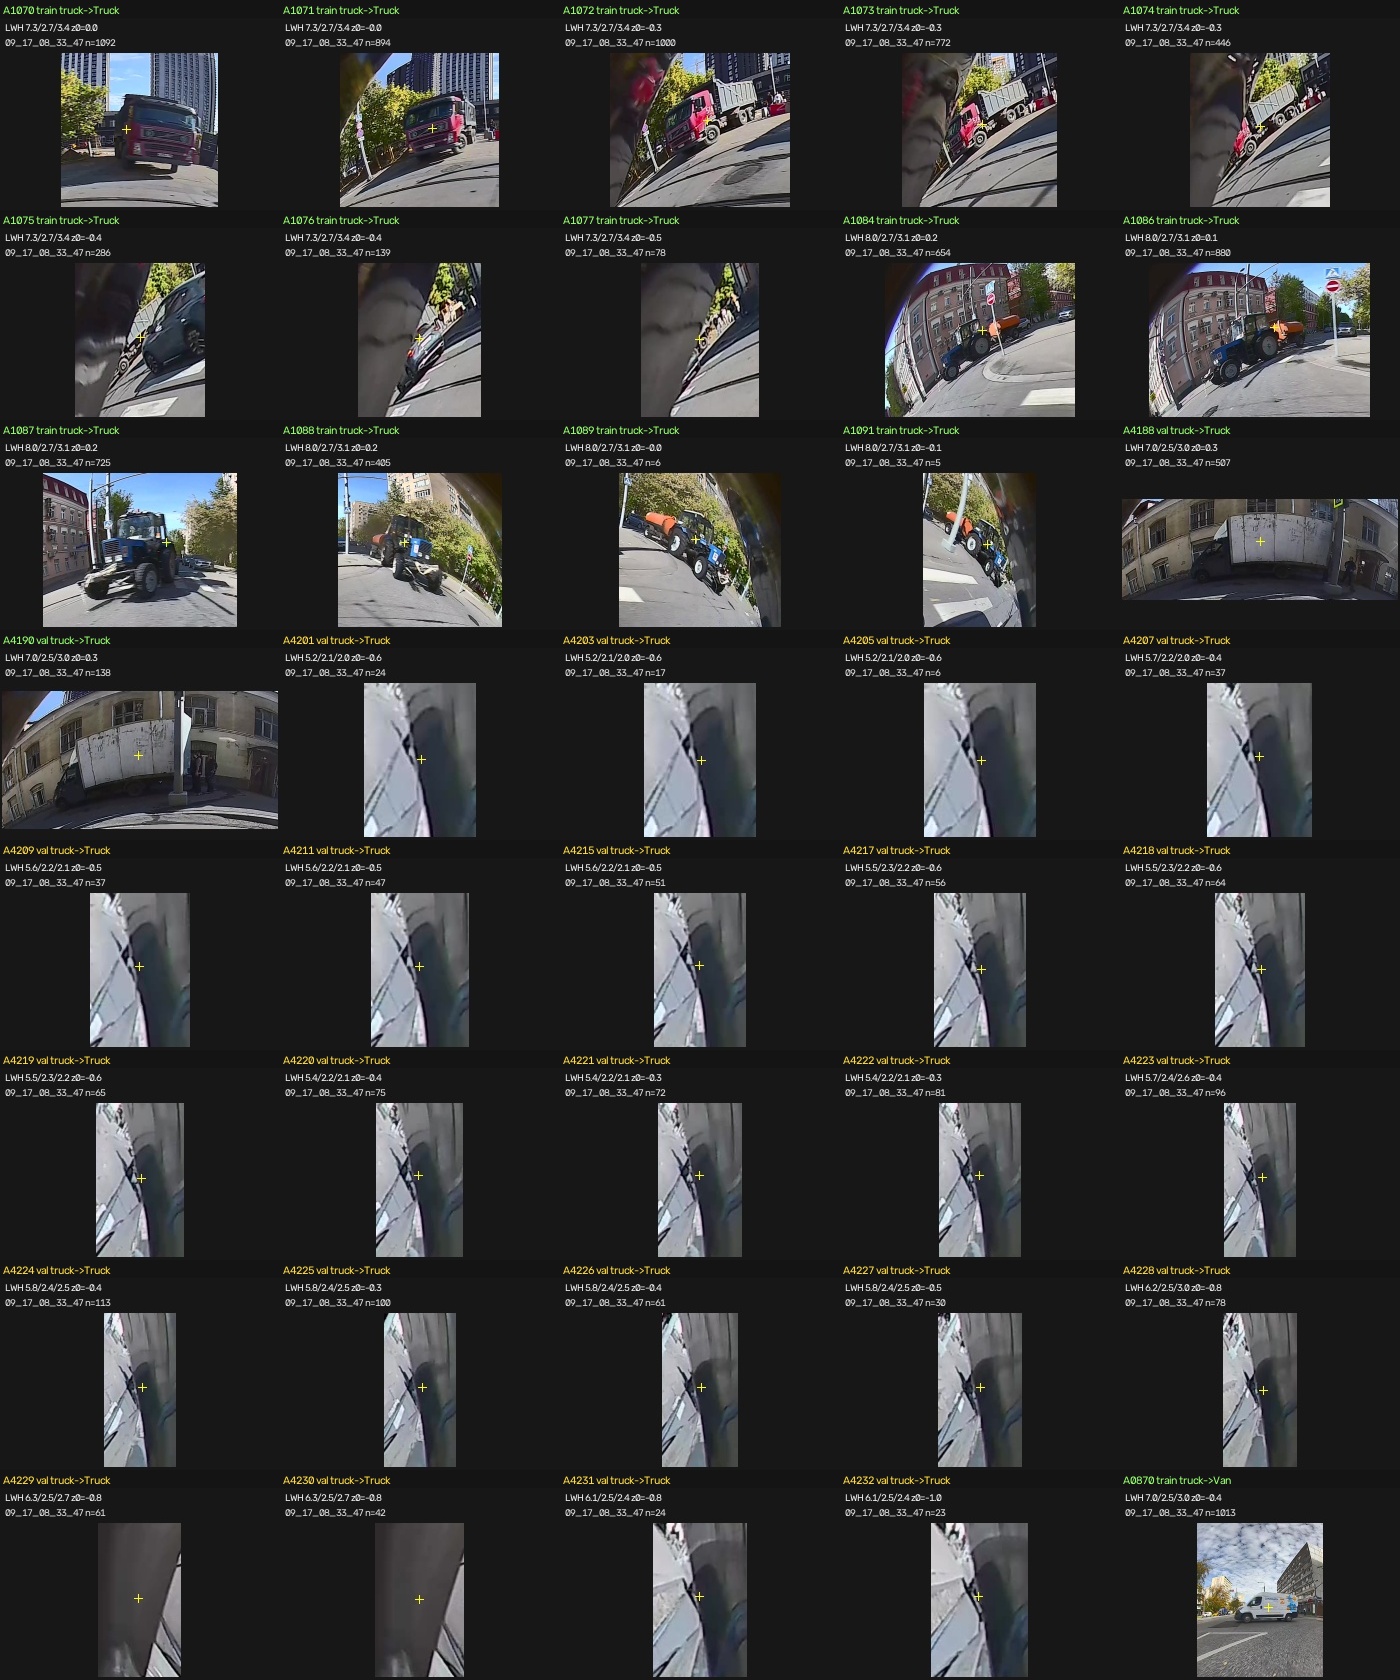 A1070 train truck->Truck
LWH 7.3/2.7/3.4 z0=0.0
09_17_08_33_47 n=1092
A1071 train truck->Truck
LWH 7.3/2.7/3.4 z0=-0.0
09_17_08_33_47 n=894
A1072 train truck->Truck
LWH 7.3/2.7/3.4 z0=-0.3
09_17_08_33_47 n=1000
A1073 train truck->Truck
LWH 7.3/2.7/3.4 z0=-0.3
09_17_08_33_47 n=772
A1074 train truck->Truck
LWH 7.3/2.7/3.4 z0=-0.3
09_17_08_33_47 n=446
A1075 train truck->Truck
LWH 7.3/2.7/3.4 z0=-0.4
09_17_08_33_47 n=286
A1076 train truck->Truck
LWH 7.3/2.7/3.4 z0=-0.4
09_17_08_33_47 n=139
A1077 train truck->Truck
LWH 7.3/2.7/3.4 z0=-0.5
09_17_08_33_47 n=78
A1084 train truck->Truck
LWH 8.0/2.7/3.1 z0=0.2
09_17_08_33_47 n=654
A1086 train truck->Truck
LWH 8.0/2.7/3.1 z0=0.1
09_17_08_33_47 n=880
A1087 train truck->Truck
LWH 8.0/2.7/3.1 z0=0.2
09_17_08_33_47 n=725
A1088 train truck->Truck
LWH 8.0/2.7/3.1 z0=0.2
09_17_08_33_47 n=405
A1089 train truck->Truck
LWH 8.0/2.7/3.1 z0=-0.0
09_17_08_33_47 n=6
A1091 train truck->Truck
LWH 8.0/2.7/3.1 z0=-0.1
09_17_08_33_47 n=5
A4188 val truck->Truck
LWH 7.0/2.5/3.0 z0=0.3
09_17_08_33_47 n=507
A4190 val truck->Truck
LWH 7.0/2.5/3.0 z0=0.3
09_17_08_33_47 n=138
A4201 val truck->Truck
LWH 5.2/2.1/2.0 z0=-0.6
09_17_08_33_47 n=24
A4203 val truck->Truck
LWH 5.2/2.1/2.0 z0=-0.6
09_17_08_33_47 n=17
A4205 val truck->Truck
LWH 5.2/2.1/2.0 z0=-0.6
09_17_08_33_47 n=6
A4207 val truck->Truck
LWH 5.7/2.2/2.0 z0=-0.4
09_17_08_33_47 n=37
A4209 val truck->Truck
LWH 5.6/2.2/2.1 z0=-0.5
09_17_08_33_47 n=37
A4211 val truck->Truck
LWH 5.6/2.2/2.1 z0=-0.5
09_17_08_33_47 n=47
A4215 val truck->Truck
LWH 5.6/2.2/2.1 z0=-0.5
09_17_08_33_47 n=51
A4217 val truck->Truck
LWH 5.5/2.3/2.2 z0=-0.6
09_17_08_33_47 n=56
A4218 val truck->Truck
LWH 5.5/2.3/2.2 z0=-0.6
09_17_08_33_47 n=64
A4219 val truck->Truck
LWH 5.5/2.3/2.2 z0=-0.6
09_17_08_33_47 n=65
A4220 val truck->Truck
LWH 5.4/2.2/2.1 z0=-0.4
09_17_08_33_47 n=75
A4221 val truck->Truck
LWH 5.4/2.2/2.1 z0=-0.3
09_17_08_33_47 n=72
A4222 val truck->Truck
LWH 5.4/2.2/2.1 z0=-0.3
09_17_08_33_47 n=81
A4223 val truck->Truck
LWH 5.7/2.4/2.6 z0=-0.4
09_17_08_33_47 n=96
A4224 val truck->Truck
LWH 5.8/2.4/2.5 z0=-0.4
09_17_08_33_47 n=113
A4225 val truck->Truck
LWH 5.8/2.4/2.5 z0=-0.3
09_17_08_33_47 n=100
A4226 val truck->Truck
LWH 5.8/2.4/2.5 z0=-0.4
09_17_08_33_47 n=61
A4227 val truck->Truck
LWH 5.8/2.4/2.5 z0=-0.5
09_17_08_33_47 n=30
A4228 val truck->Truck
LWH 6.2/2.5/3.0 z0=-0.8
09_17_08_33_47 n=78
A4229 val truck->Truck
LWH 6.3/2.5/2.7 z0=-0.8
09_17_08_33_47 n=61
A4230 val truck->Truck
LWH 6.3/2.5/2.7 z0=-0.8
09_17_08_33_47 n=42
A4231 val truck->Truck
LWH 6.1/2.5/2.4 z0=-0.8
09_17_08_33_47 n=24
A4232 val truck->Truck
LWH 6.1/2.5/2.4 z0=-1.0
09_17_08_33_47 n=23
A0870 train truck->Van
LWH 7.0/2.5/3.0 z0=-0.4
09_17_08_33_47 n=1013